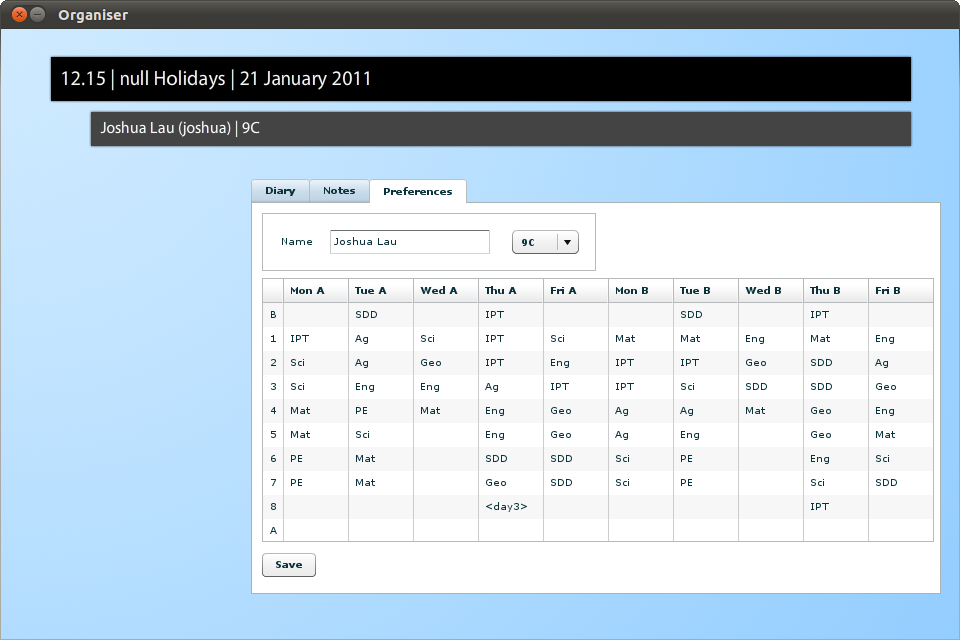 Organiser
12.15 | null Holidays | 21 January 2011
Joshua Lau (joshua) | 9C
Diary Notes Preferences
Name Joshua Lau 9C
Mon A Tue A Wed A Thu A Fri A Mon B Tue B Wed B Thu B Fri B
B SDD IPT SDD IPT
1 IPT Ag Sci IPT Sci Mat Mat Eng Mat Eng
2 Sci Ag Geo IPT Eng IPT IPT Geo SDD Ag
3 Sci Eng Eng Ag IPT IPT Sci SDD SDD Geo
4 Mat PE Mat Eng Geo Ag Ag Mat Geo Eng
5 Mat Sci Eng Geo Ag Eng Geo Mat
6 PE Mat SDD SDD Sci PE Eng Sci
7 PE Mat Geo SDD Sci PE Sci SDD
8 <day3> IPT
A
Save